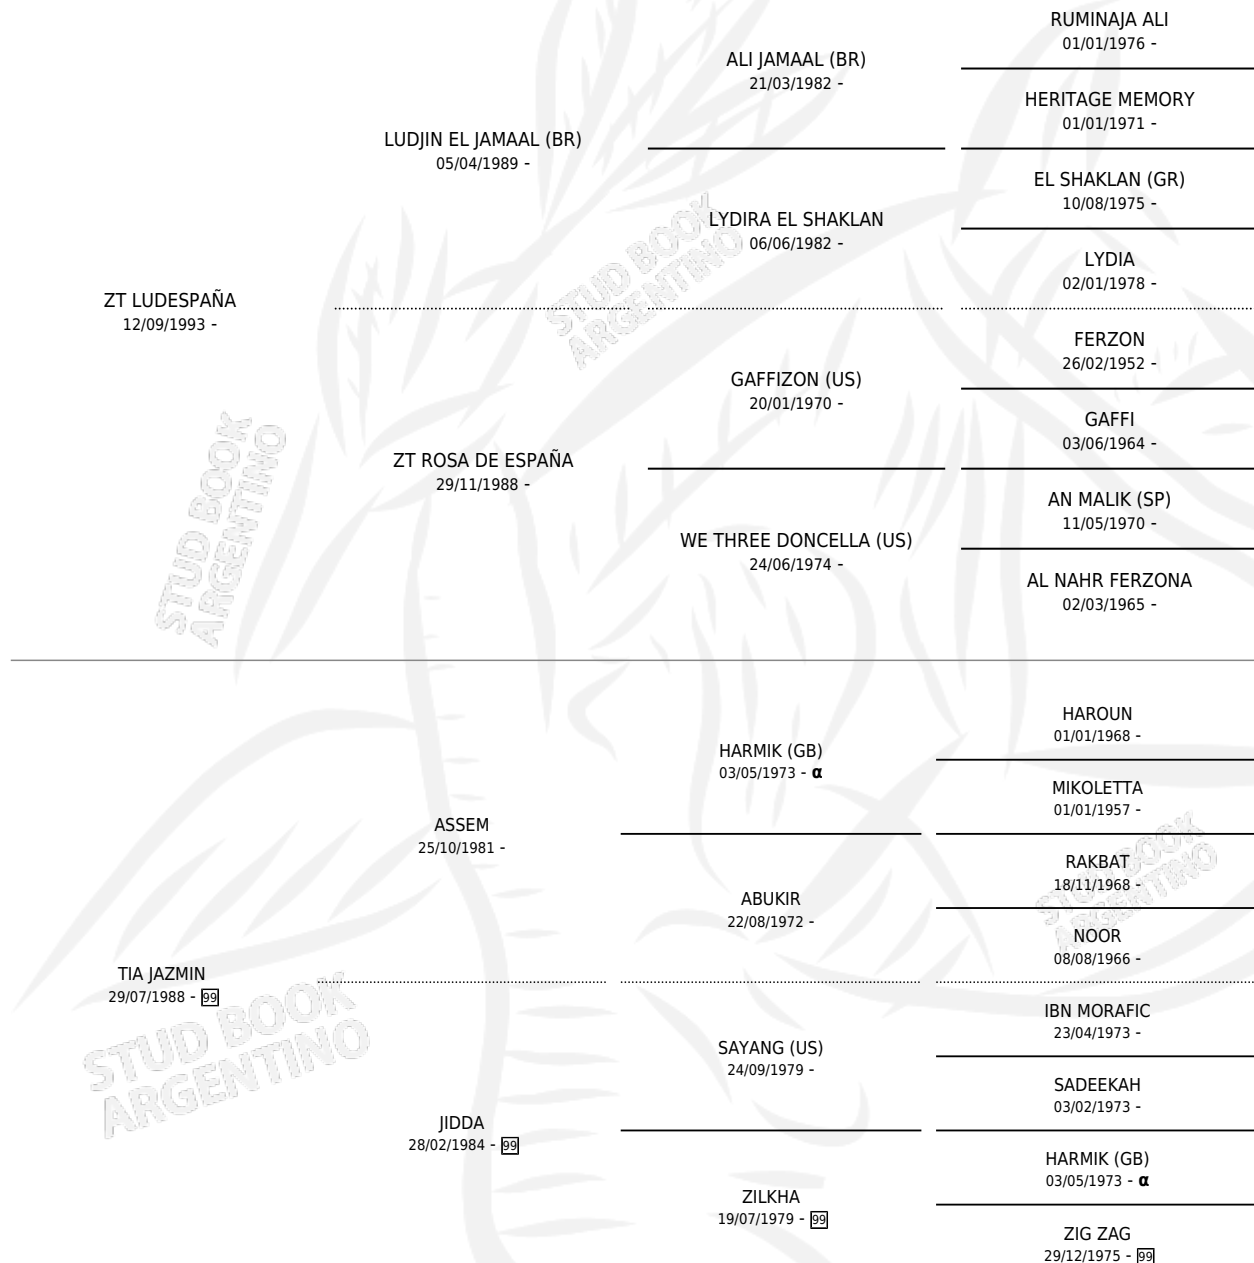 RUMINAJA ALI
01/01/1976 -
ALI JAMAAL (BR)
21/03/1982 -
HERITAGE MEMORY
01/01/1971 -
LUDJIN EL JAMAAL (BR)
05/04/1989 -
EL SHAKLAN (GR)
10/08/1975 -
LYDIRA EL SHAKLAN
06/06/1982 -
LYDIA
02/01/1978 -
ZT LUDESPAÑA
12/09/1993 -
FERZON
26/02/1952 -
GAFFIZON (US)
20/01/1970 -
GAFFI
03/06/1964 -
ZT ROSA DE ESPAÑA
29/11/1988 -
AN MALIK (SP)
11/05/1970 -
WE THREE DONCELLA (US)
24/06/1974 -
AL NAHR FERZONA
02/03/1965 -
HAROUN
01/01/1968 -
HARMIK (GB)
03/05/1973 - α
MIKOLETTA
01/01/1957 -
ASSEM
25/10/1981 -
RAKBAT
18/11/1968 -
ABUKIR
22/08/1972 -
NOOR
08/08/1966 -
TIA JAZMIN
29/07/1988 - 99
IBN MORAFIC
23/04/1973 -
SAYANG (US)
24/09/1979 -
SADEEKAH
03/02/1973 -
JIDDA
28/02/1984 - 99
HARMIK (GB)
03/05/1973 - α
ZILKHA
19/07/1979 - 99
ZIG ZAG
29/12/1975 - 99
STUD BOOK
ARGENTINO
STUD BOOK
ARGENTINO
STUD BOOK
ARGENTINO
STUD BOOK
ARGENTINO